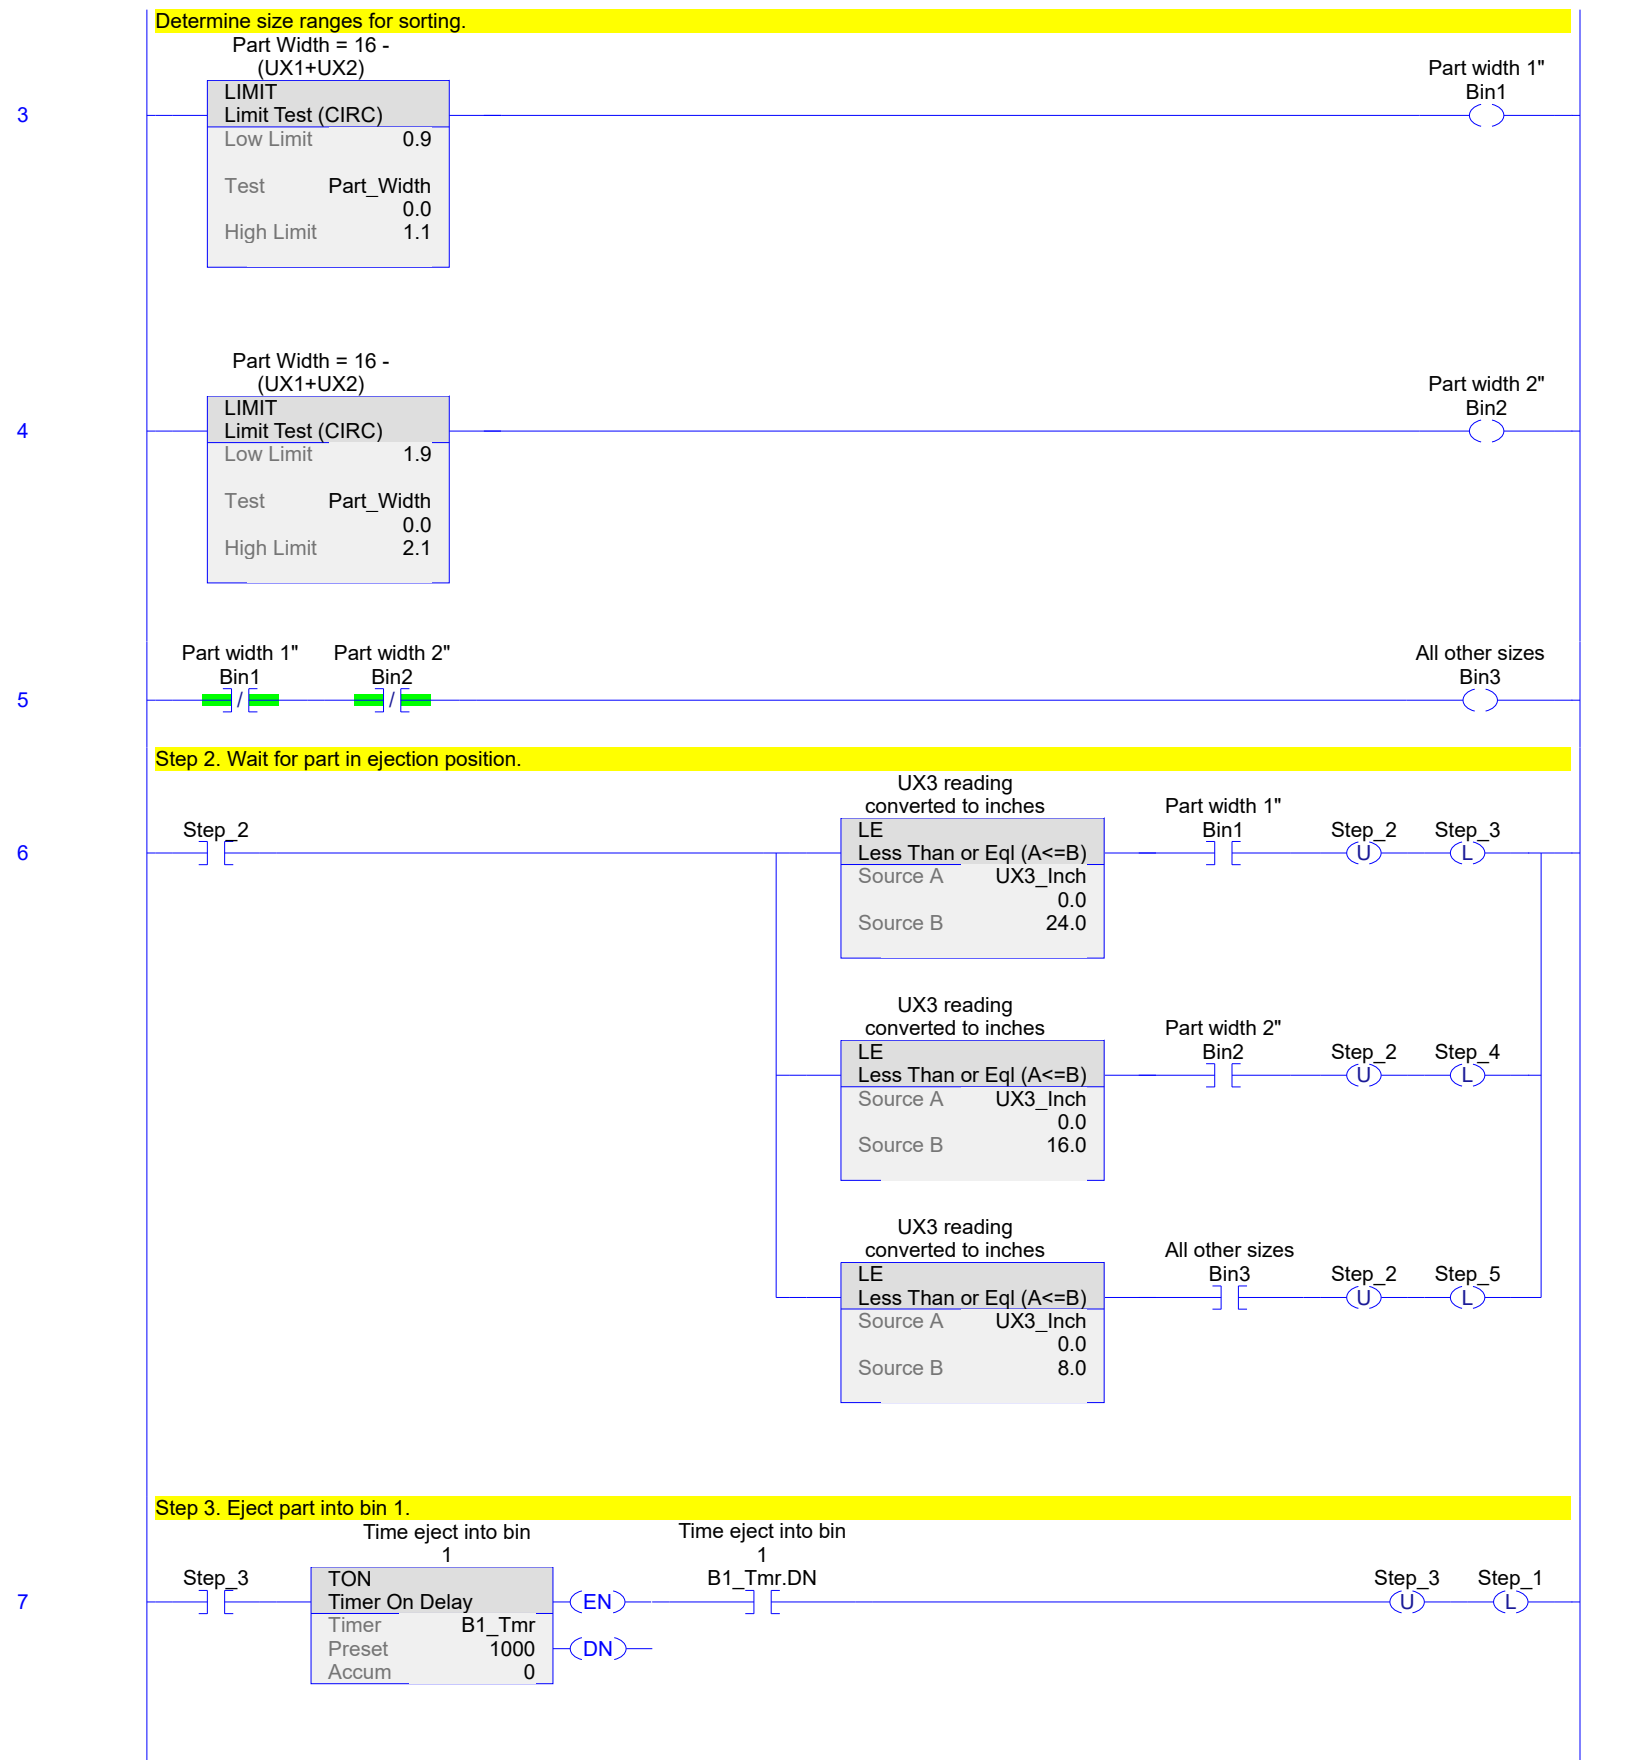 Determine size ranges for sorting.
Part Width = 16 -
(UX1+UX2)
Part width 1"
Bin1
3
LIMIT
Limit Test (CIRC)
Low Limit 0.9
Test Part_Width
0.0
High Limit 1.1
Part Width = 16 -
(UX1+UX2)
Part width 2"
Bin2
4
LIMIT
Limit Test (CIRC)
Low Limit 1.9
Test Part_Width
0.0
High Limit 2.1
Part width 1" Part width 2" All other sizes
Bin1 Bin2 Bin3
5
Step 2. Wait for part in ejection position.
6
Step_2
UX3 reading
converted to inches
LE
Less Than or Eql (A<=B)
Source A UX3_Inch
0.0
Source B 24.0
Part width 1"
Bin1
Step_2
U
Step_3
L
UX3 reading
converted to inches
LE
Less Than or Eql (A<=B)
Source A UX3_Inch
0.0
Source B 16.0
Part width 2"
Bin2
Step_2
U
Step_4
L
UX3 reading
converted to inches
LE
Less Than or Eql (A<=B)
Source A UX3_Inch
0.0
Source B 8.0
All other sizes
Bin3
Step_2
U
Step_5
L
Step 3. Eject part into bin 1.
7
Step_3
Time eject into bin
1
TON
Timer On Delay
Timer B1_Tmr
Preset 1000
Accum 0
EN
DN
Time eject into bin
1
B1_Tmr.DN
Step_3
U
Step_1
L